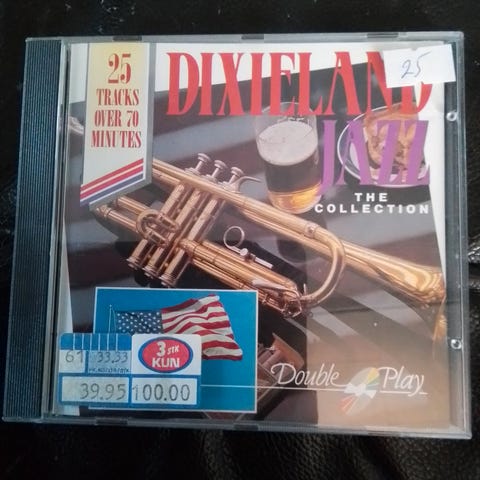 25
TRACKS
OVER 70
MINUTES
DIXIELAND
25
JAZZ
THE
COLLECTION
61 33.33
39.95
3 STK
KUN
100.00
Double Play